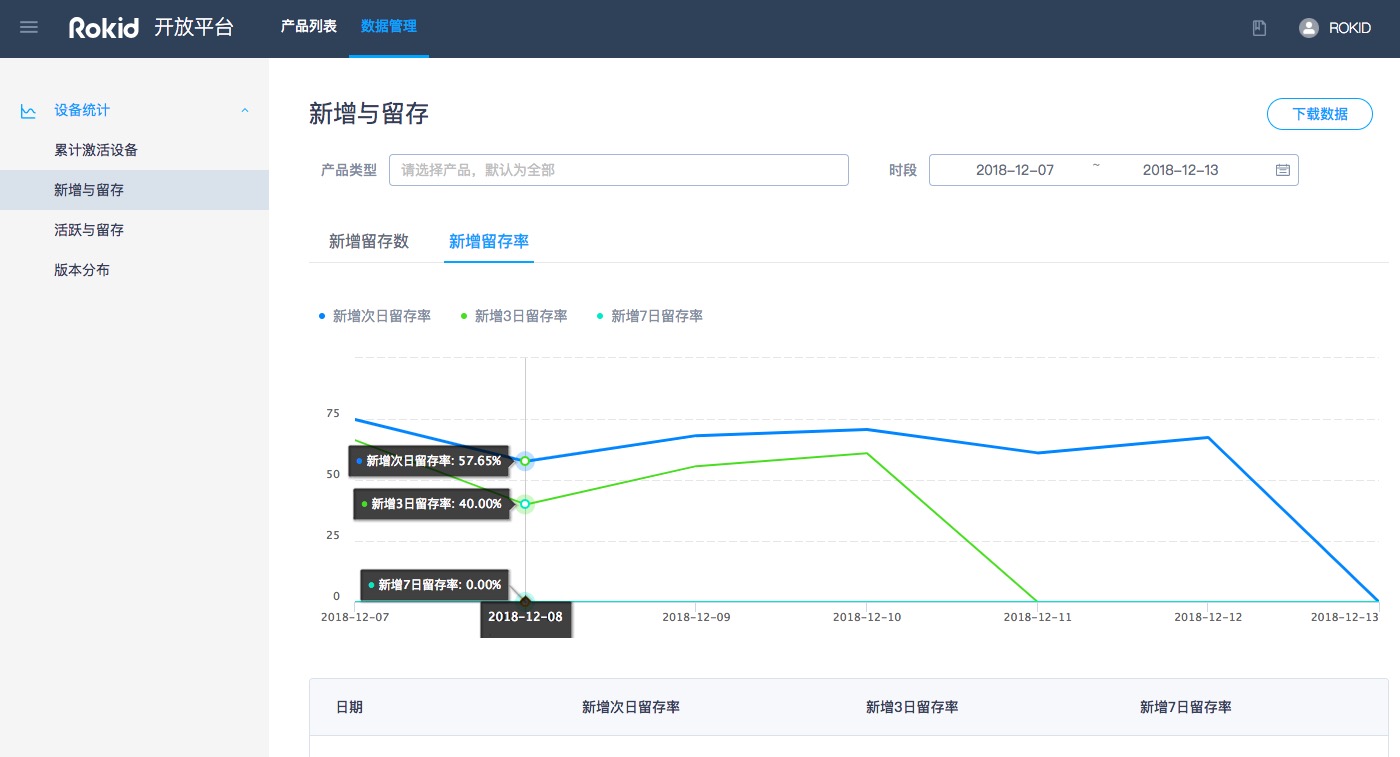 Rokid 开放平台 产品列表 数据管理 ROKID
设备统计
累计激活设备
新增与留存
活跃与留存
版本分布
新增与留存 下载数据
产品类型 请选择产品，默认为全部 时段 2018-12-07 ~ 2018-12-13
新增留存数 新增留存率
新增次日留存率 新增3日留存率 新增7日留存率
75
50
25
0
新增次日留存率: 57.65%
新增3日留存率: 40.00%
新增7日留存率: 0.00%
2018-12-07 2018-12-08 2018-12-09 2018-12-10 2018-12-11 2018-12-12 2018-12-13
日期 新增次日留存率 新增3日留存率 新增7日留存率